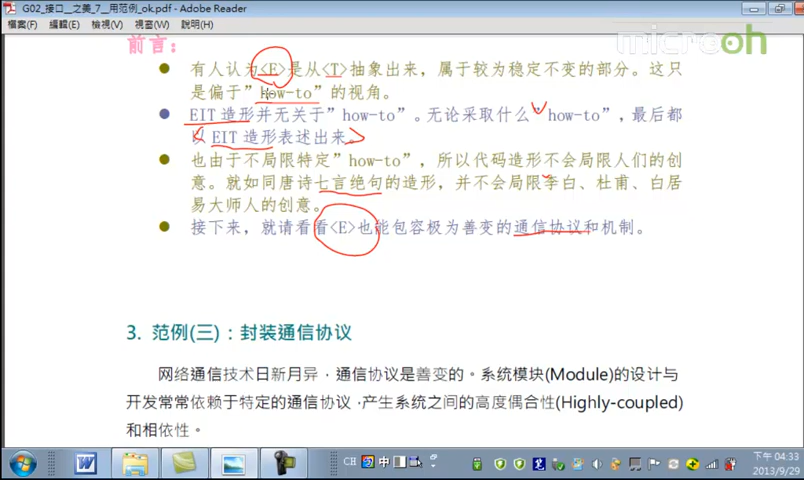 G02_接口__之美_7__用范例_ok.pdf - Adobe Reader
檔案(F) 編輯(E) 檢視(V) 視窗(W) 說明(H)
microoh
前言：
有人认为<E>是从<T>抽象出来，属于较为稳定不变的部分。这只
是偏于”how-to”的视角。
EIT 造形并无关于”how-to”。无论采取什么”how-to”，最后都
以 EIT 造形表述出来。
也由于不局限特定”how-to”，所以代码造形不会局限人们的创
意。就如同唐诗七言绝句的造形，并不会局限李白、杜甫、白居
易大师人的创意。
接下来，就请看看<E>也能包容极为善变的通信协议和机制。
3. 范例(三)：封装通信协议
网络通信技术日新月异，通信协议是善变的。系统模块(Module)的设计与
开发常常依赖于特定的通信协议，产生系统之间的高度偶合性(Highly-coupled)
和相依性。
CH 中
下午 04:33
2013/9/29